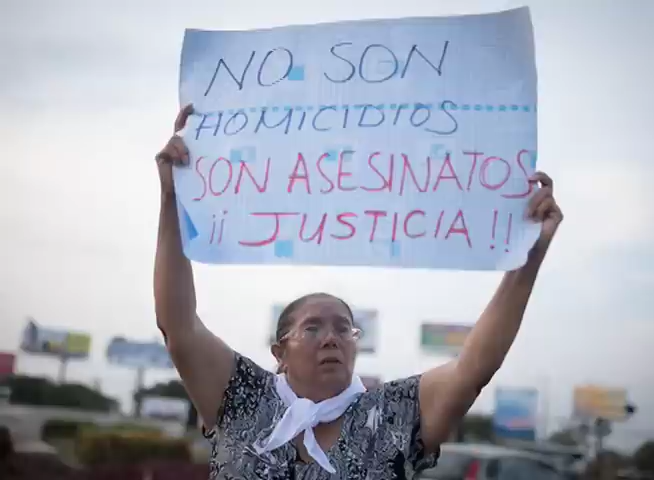 NO SON
HOMICIDIOS
SON ASESINATOS
¡¡ JUSTICIA !!